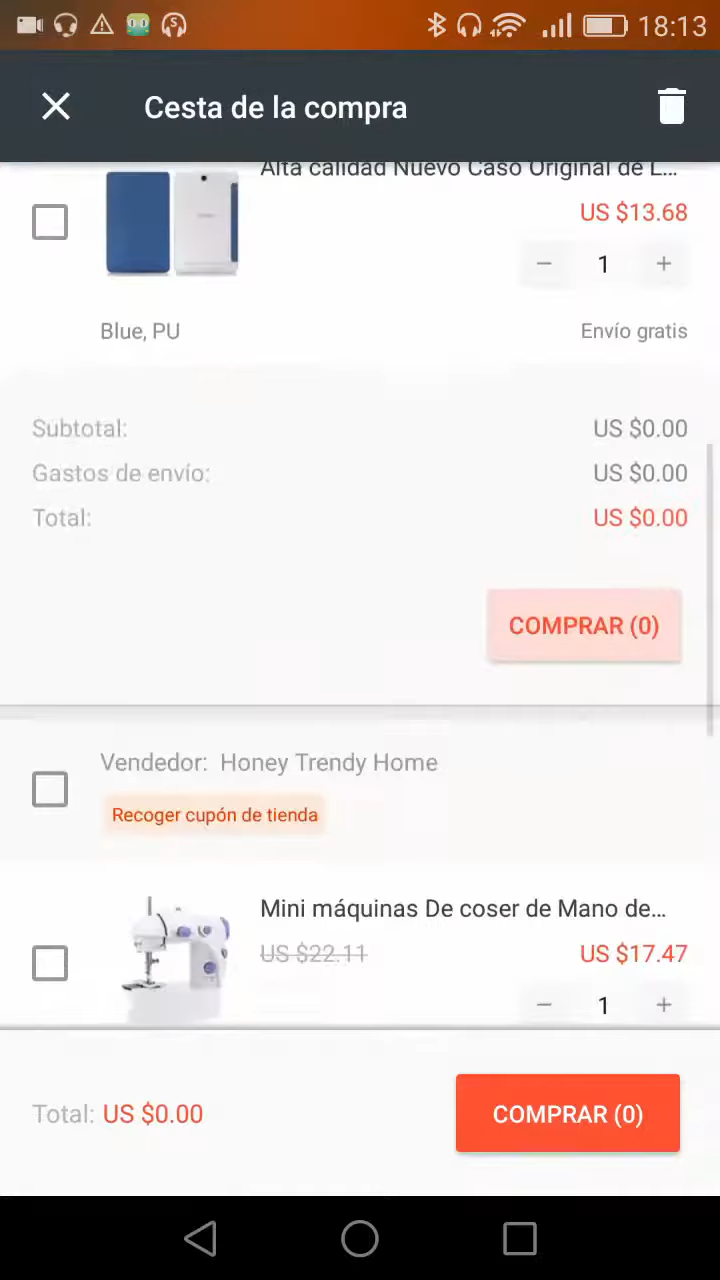 18:13
Cesta de la compra
Alta calidad Nuevo Caso Original de L...
US $13.68
− 1 +
Blue, PU
Envío gratis
Subtotal: US $0.00
Gastos de envío: US $0.00
Total: US $0.00
COMPRAR (0)
Vendedor: Honey Trendy Home
Recoger cupón de tienda
Mini máquinas De coser de Mano de...
US $22.11 US $17.47
− 1 +
Total: US $0.00
COMPRAR (0)